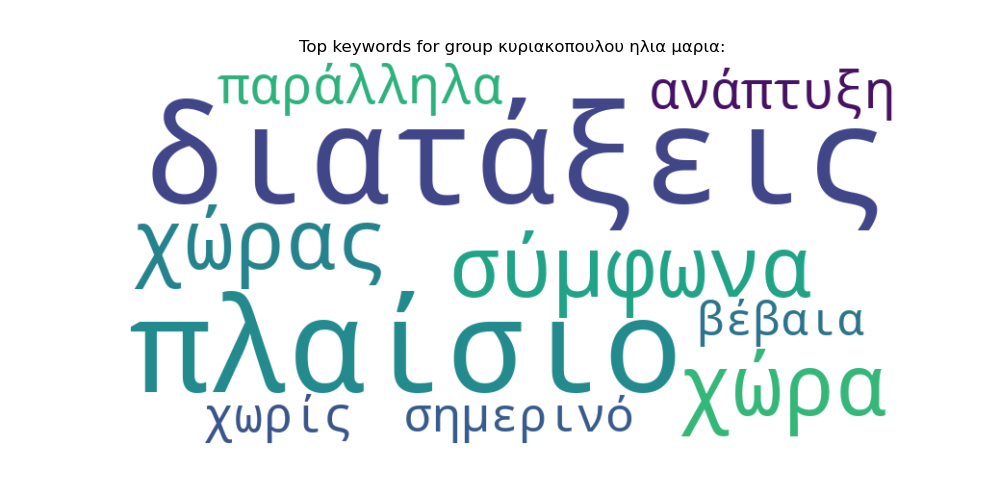 Top keywords for group κυριακοπουλου ηλια μαρια:
παράλληλα ανάπτυξη
διατάξεις
χώρας σύμφωνα
πλαίσιο βέβαια
χώρα
χωρίς σημερινό